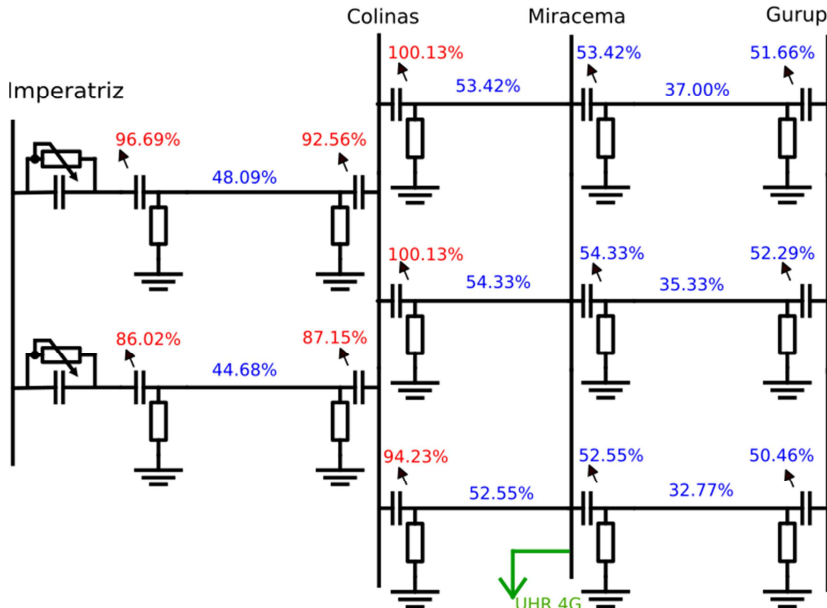 Colinas Miracema Gurup
100.13% 53.42% 51.66%
53.42% 37.00%
Imperatriz
96.69% 92.56%
48.09%
100.13% 54.33% 52.29%
54.33% 35.33%
86.02% 87.15%
44.68%
94.23% 52.55% 50.46%
52.55% 32.77%
UHR 4G